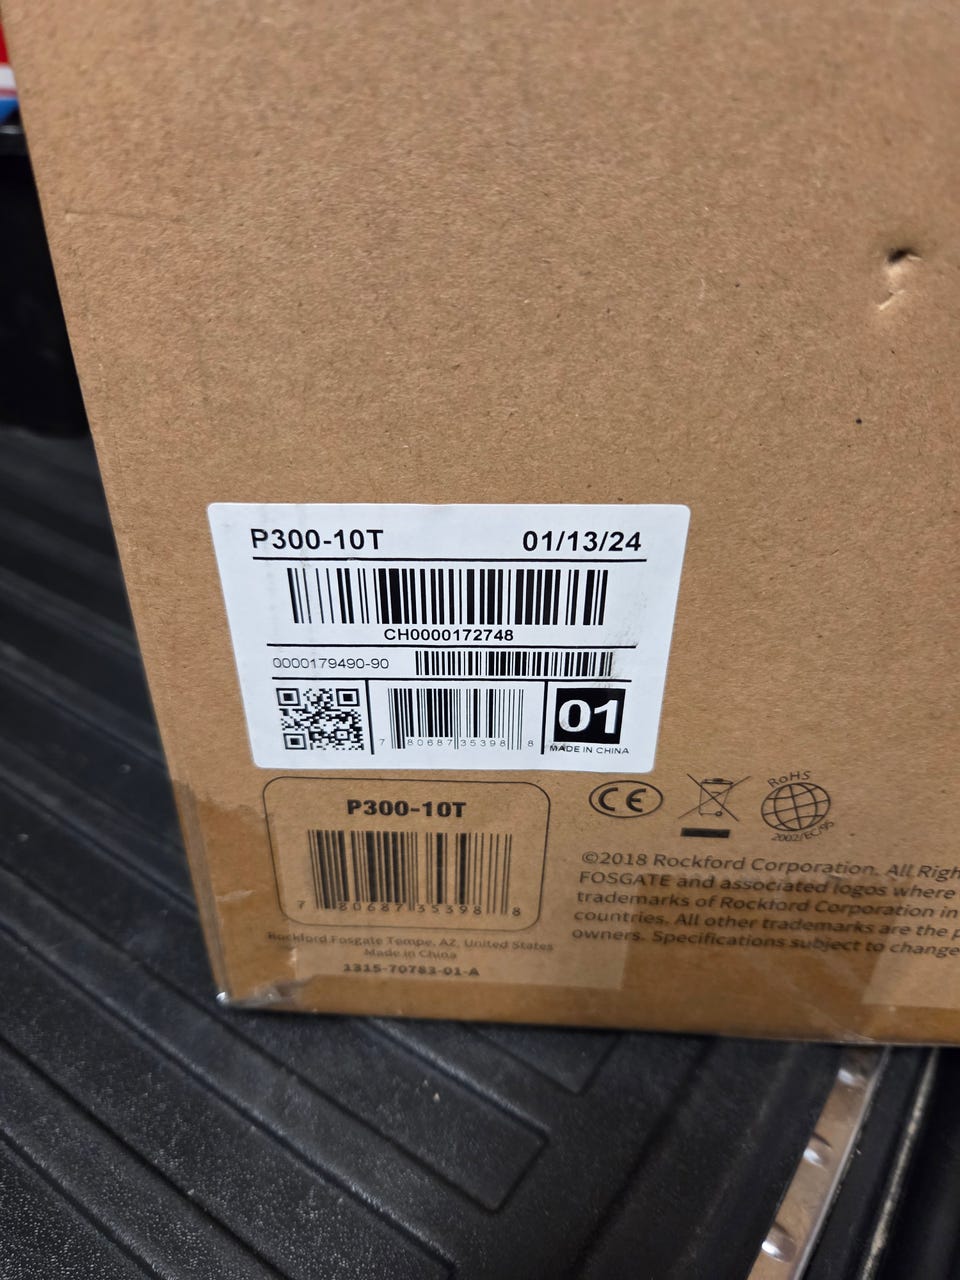 P300-10T 01/13/24
CH0000172748
0000179490-90
7 80687 35398 8
01
MADE IN CHINA
P300-10T
7 80687 35398 8
Rockford Fosgate Tempe, AZ, United States
Made in China
1315-70783-01-A
CE
RoHS
2002/EC/95
©2018 Rockford Corporation. All Righ
FOSGATE and associated logos where
trademarks of Rockford Corporation in
countries. All other trademarks are the p
owners. Specifications subject to change